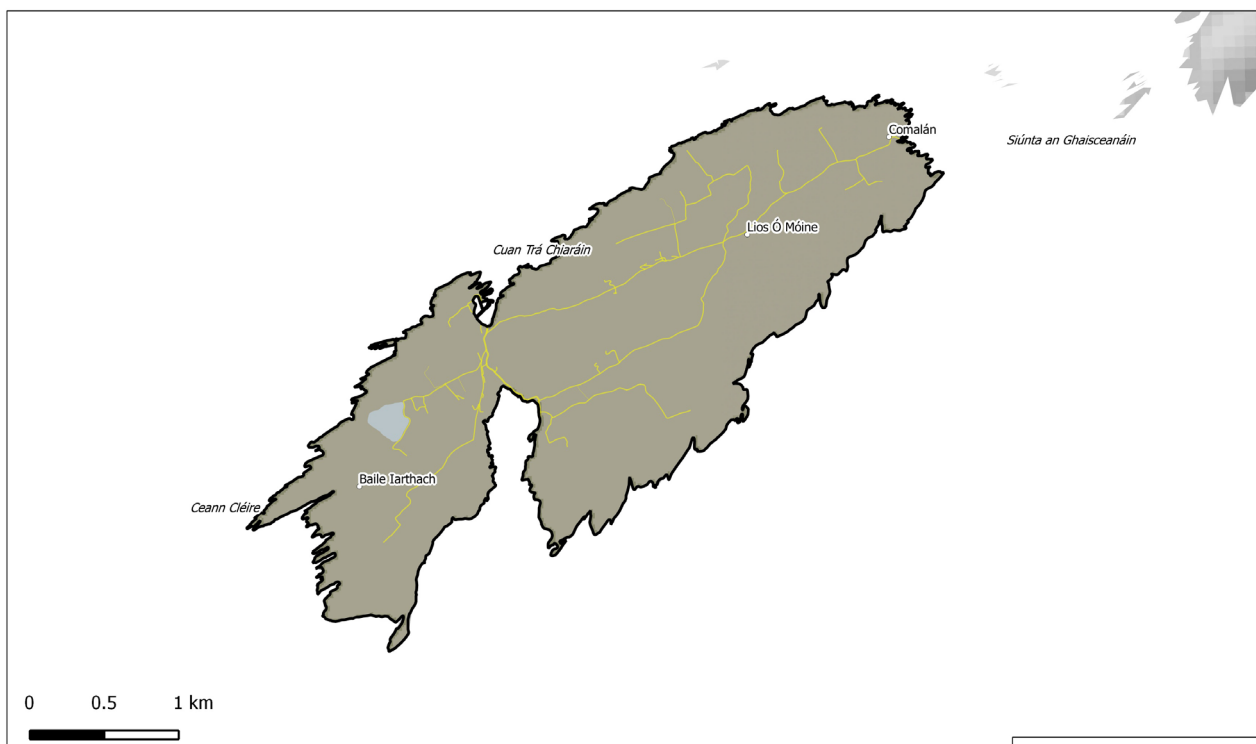 Comalán
Siúnta an Ghaisceanáin
Lios Ó Móine
Cuan Trá Chiaráin
Baile Iarthach
Ceann Cléire
0 0.5 1 km